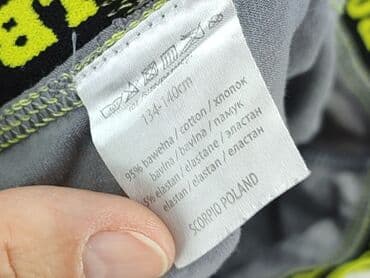 134-140cm
95% bawełna / cotton / хлопок
bavlna / bavlna / памук
5% elastan / elastane / эластан
elastan / elastan / еластан
SCORPIO POLAND